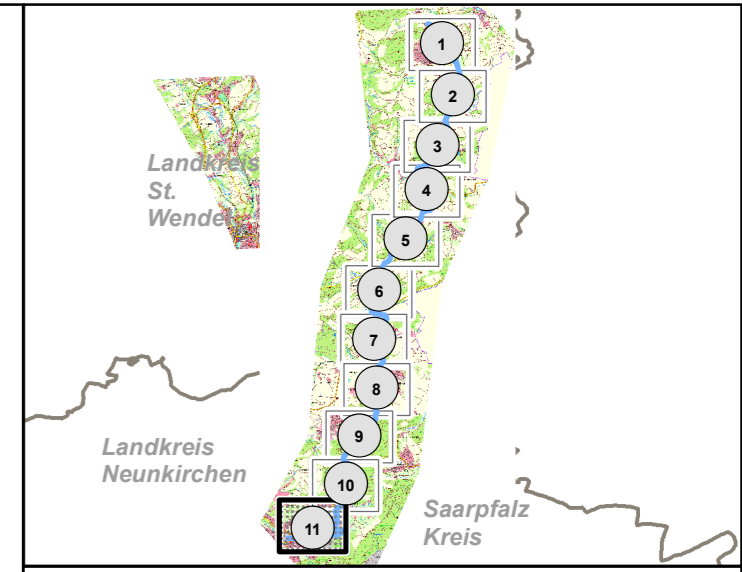 1
2
3
4
5
6
7
8
9
10
11
Landkreis
St.
Wendel
Landkreis
Neunkirchen
Saarpfalz
Kreis